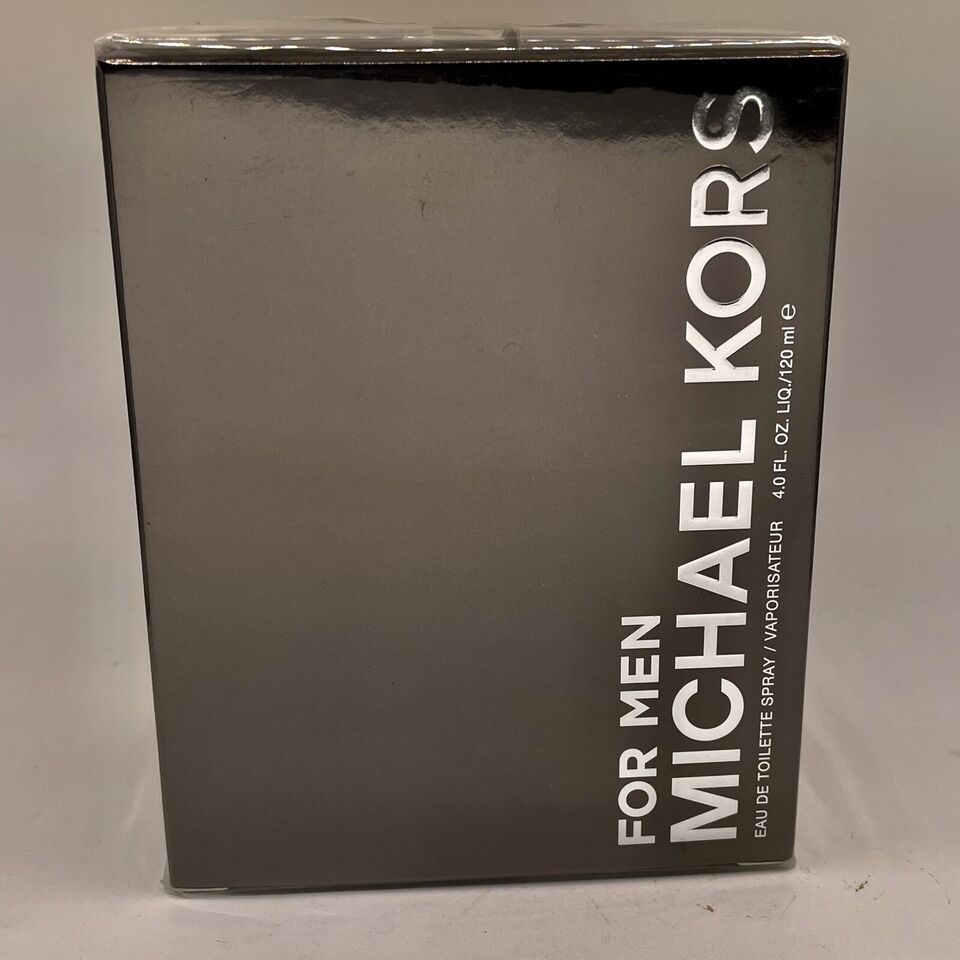 FOR MEN
MICHAEL KORS
EAU DE TOILETTE SPRAY / VAPORISATEUR 4.0 FL. OZ. LIQ./120 ml ℮